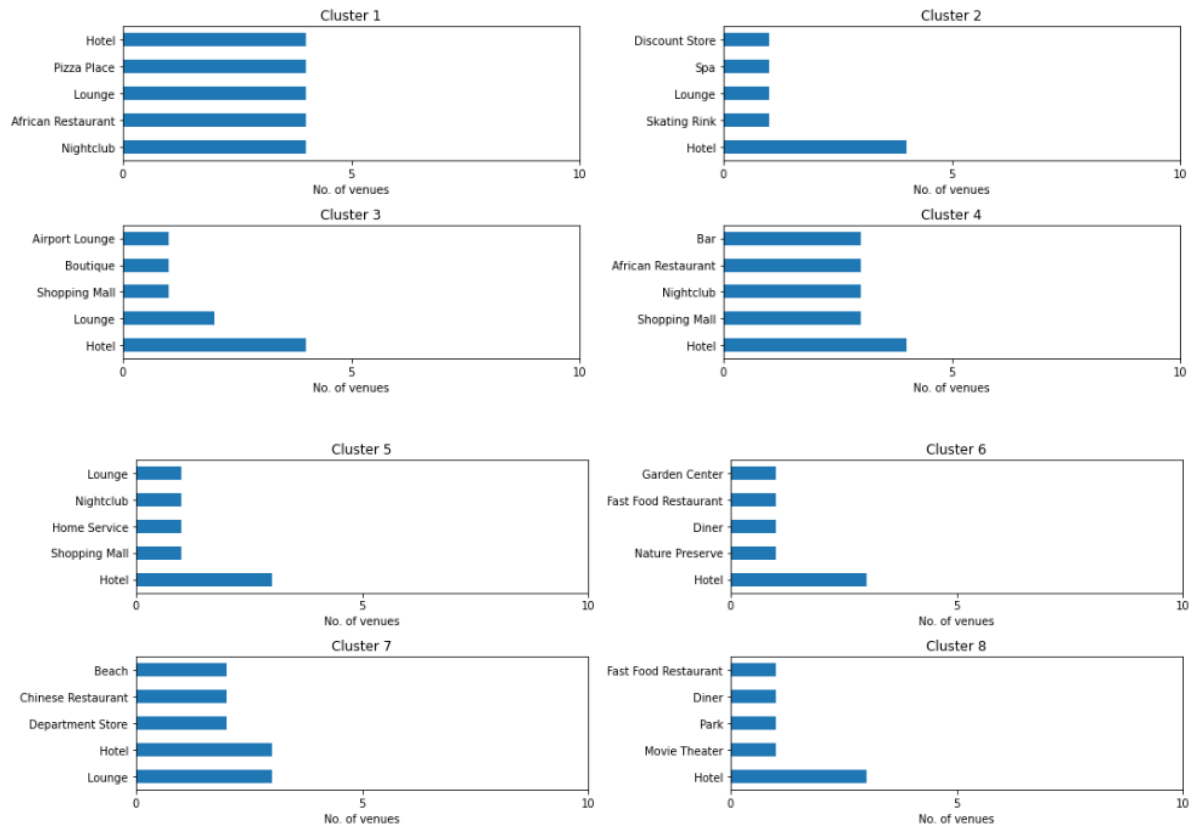 Cluster 1
Hotel
Pizza Place
Lounge
African Restaurant
Nightclub
0 5 10
No. of venues
Cluster 2
Discount Store
Spa
Lounge
Skating Rink
Hotel
0 5 10
No. of venues
Cluster 3
Airport Lounge
Boutique
Shopping Mall
Lounge
Hotel
0 5 10
No. of venues
Cluster 4
Bar
African Restaurant
Nightclub
Shopping Mall
Hotel
0 5 10
No. of venues
Cluster 5
Lounge
Nightclub
Home Service
Shopping Mall
Hotel
0 5 10
No. of venues
Cluster 6
Garden Center
Fast Food Restaurant
Diner
Nature Preserve
Hotel
0 5 10
No. of venues
Cluster 7
Beach
Chinese Restaurant
Department Store
Hotel
Lounge
0 5 10
No. of venues
Cluster 8
Fast Food Restaurant
Diner
Park
Movie Theater
Hotel
0 5 10
No. of venues